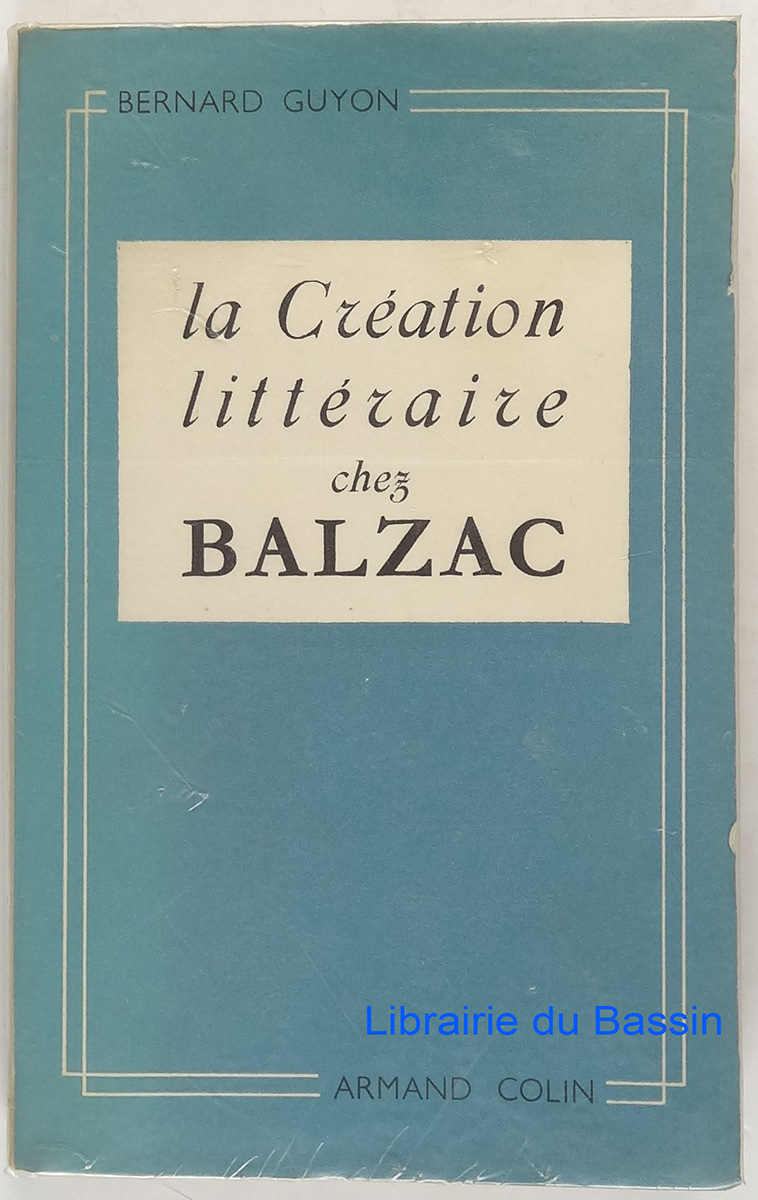 BERNARD GUYON
la Création
littéraire
chez
BALZAC
Librairie du Bassin
ARMAND COLIN